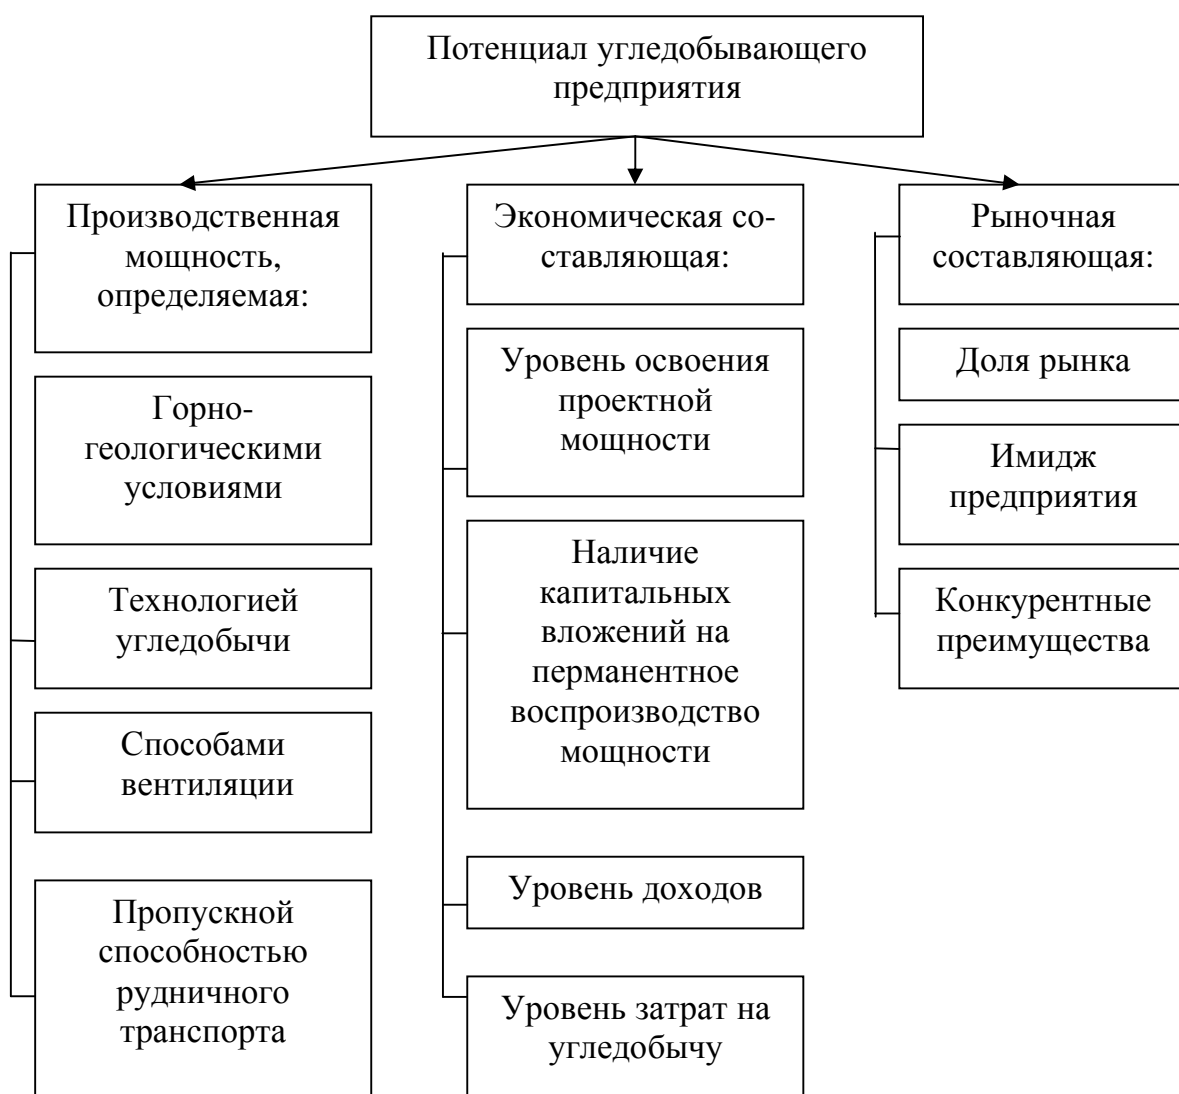 Потенциал угледобывающего
предприятия
Производственная
мощность,
определяемая:
Горно-
геологическими
условиями
Технологией
угледобычи
Способами
вентиляции
Пропускной
способностью
рудничного
транспорта
Экономическая со-
ставляющая:
Уровень освоения
проектной
мощности
Наличие
капитальных
вложений на
перманентное
воспроизводство
мощности
Уровень доходов
Уровень затрат на
угледобычу
Рыночная
составляющая:
Доля рынка
Имидж
предприятия
Конкурентные
преимущества